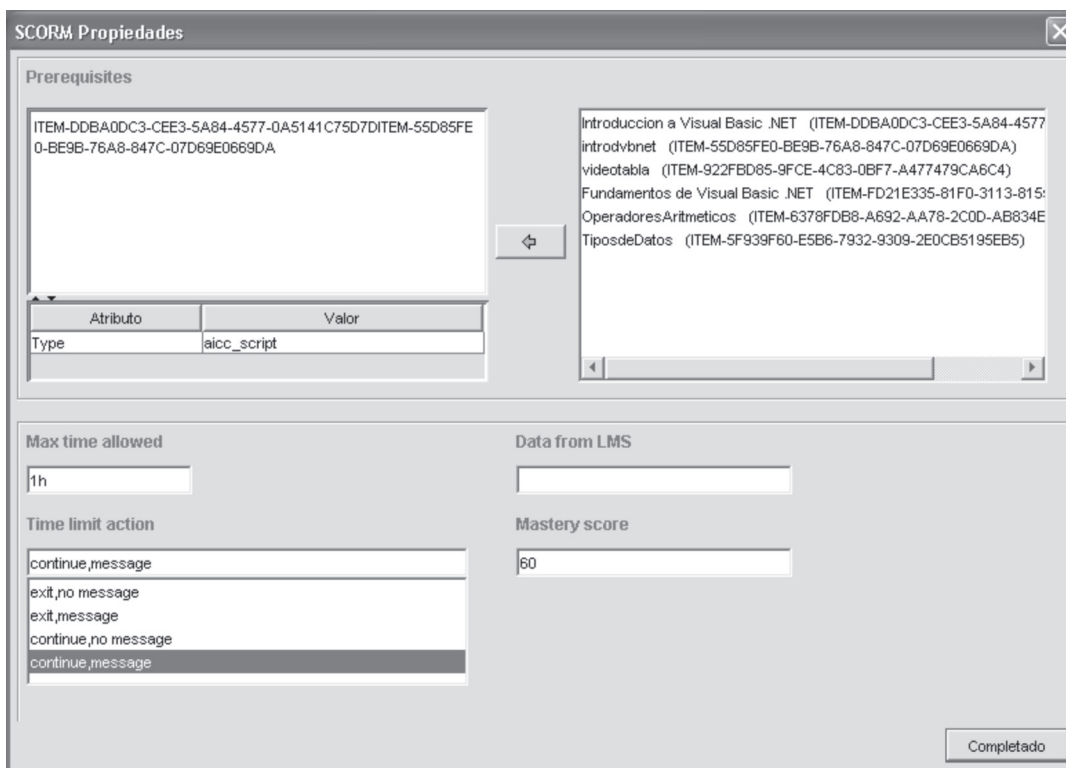 SCORM Propiedades
Prerequisites
ITEM-DDBA0DC3-CEE3-5A84-4577-0A5141C75D7DITEM-55D85FE
0-BE9B-76A8-847C-07D69E0669DA
Introduccion a Visual Basic .NET (ITEM-DDBA0DC3-CEE3-5A84-4577
introdvbnet (ITEM-55D85FE0-BE9B-76A8-847C-07D69E0669DA)
videotabla (ITEM-922FBD85-9FCE-4C83-0BF7-A477479CA6C4)
Fundamentos de Visual Basic .NET (ITEM-FD21E335-81F0-3113-815
OperadoresAritmeticos (ITEM-6378FDB8-A692-AA78-2C0D-AB834E
TiposdeDatos (ITEM-5F939F60-E5B6-7932-9309-2E0CB5195EB5)
Atributo Valor
Type aicc_script
Max time allowed
1h
Data from LMS
Time limit action
continue,message
exit,no message
exit,message
continue,no message
continue,message
Mastery score
60
Completado